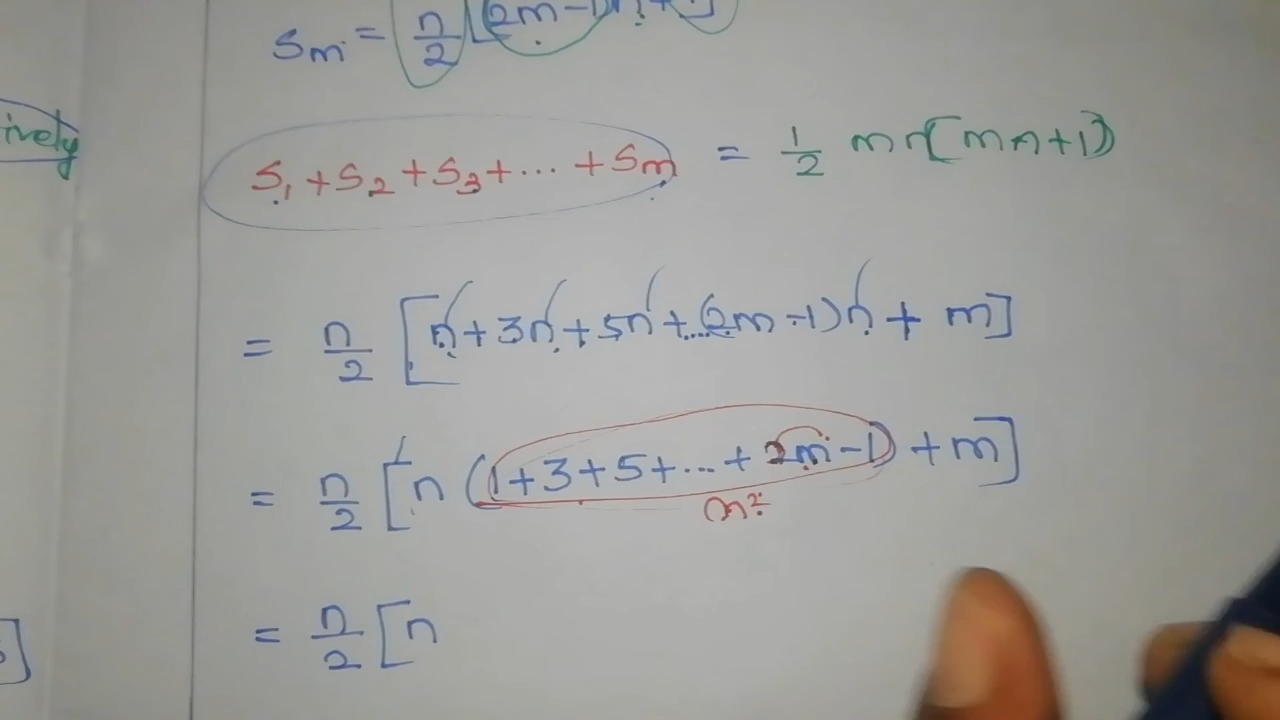 Sm = n/2 [(2m-1)n+1]
ively
S₁+S₂+S₃+...+Sm = 1/2 mn[mn+1)
= n/2 [n+3n+5n+...(2m-1)n+m]
= n/2 [n(1+3+5+...+2m-1)+m]
m²
= n/2 [n